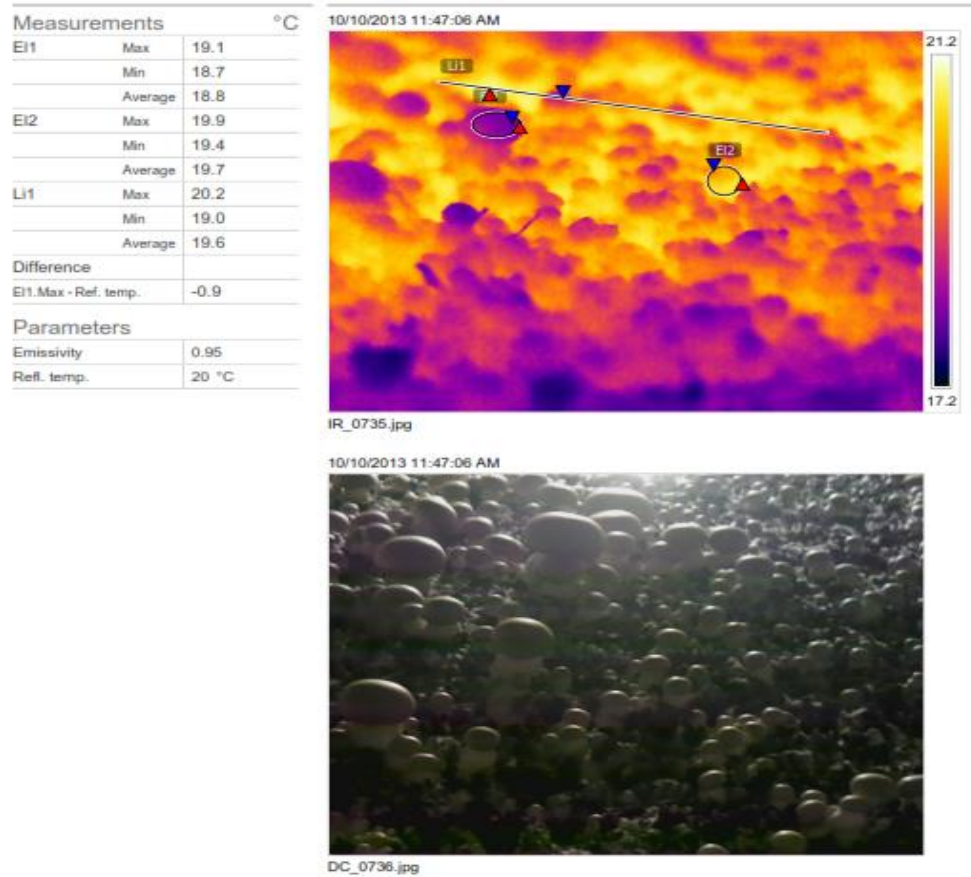 Measurements °C
El1 Max 19.1
Min 18.7
Average 18.8
El2 Max 19.9
Min 19.4
Average 19.7
Li1 Max 20.2
Min 19.0
Average 19.6
Difference
El1.Max - Ref. temp. -0.9
Parameters
Emissivity 0.95
Refl. temp. 20 °C
10/10/2013 11:47:06 AM
21.2
Li1
El2
17.2
IR_0735.jpg
10/10/2013 11:47:06 AM
DC_0736.jpg